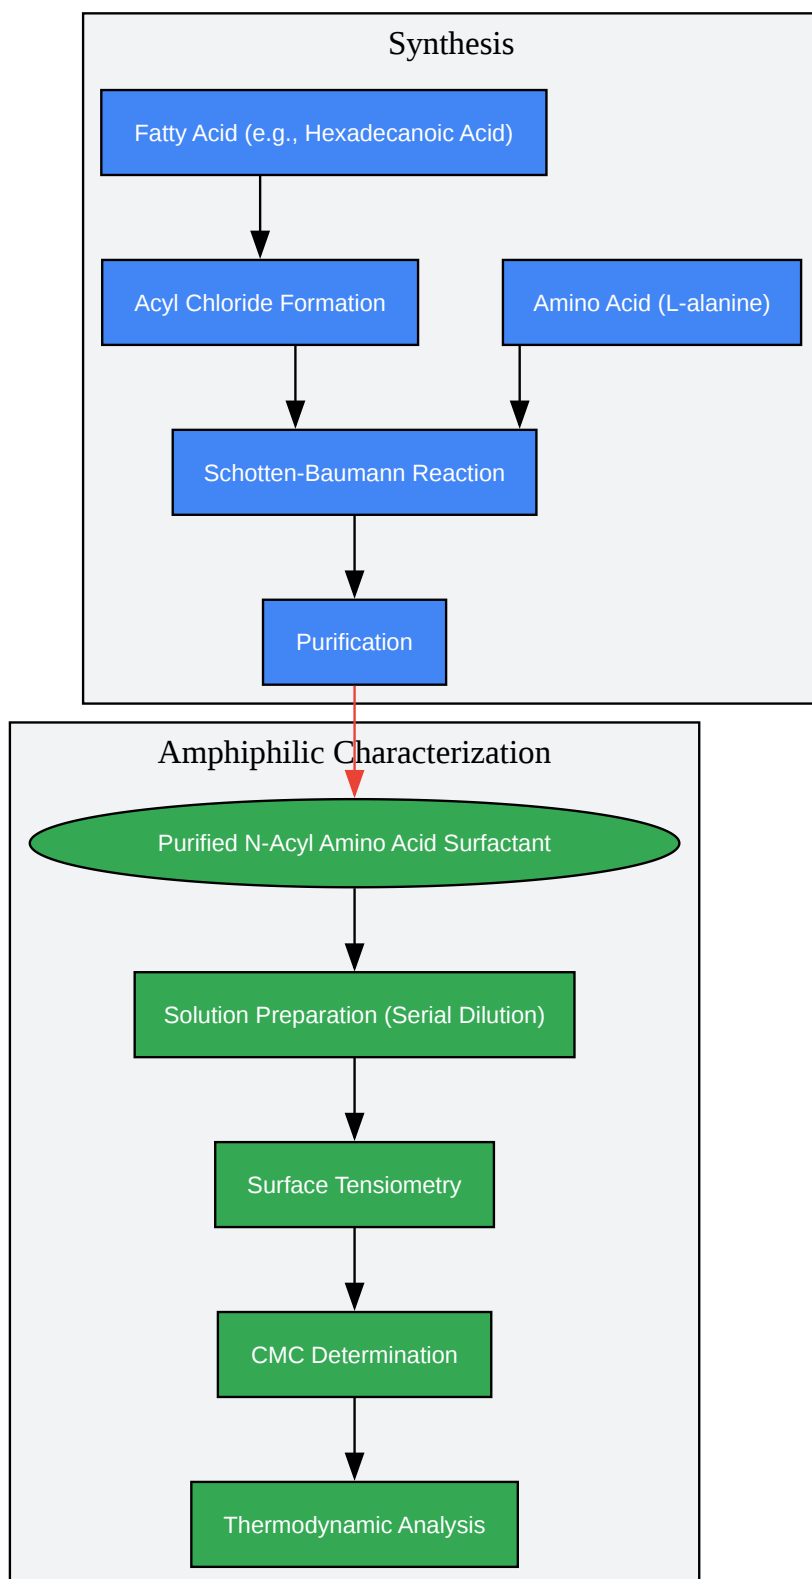 Synthesis
Fatty Acid (e.g., Hexadecanoic Acid)
Acyl Chloride Formation
Amino Acid (L-alanine)
Schotten-Baumann Reaction
Purification
Amphiphilic Characterization
Purified N-Acyl Amino Acid Surfactant
Solution Preparation (Serial Dilution)
Surface Tensiometry
CMC Determination
Thermodynamic Analysis